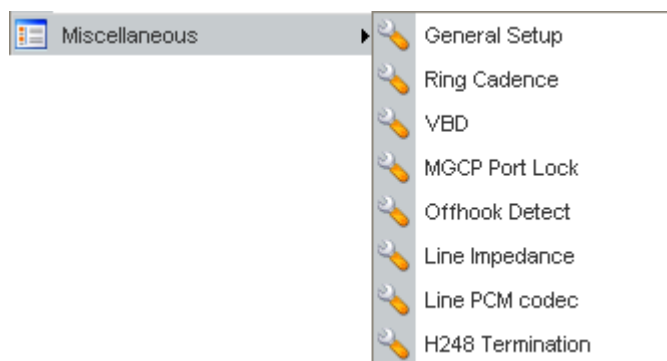 Miscellaneous
General Setup
Ring Cadence
VBD
MGCP Port Lock
Offhook Detect
Line Impedance
Line PCM codec
H248 Termination